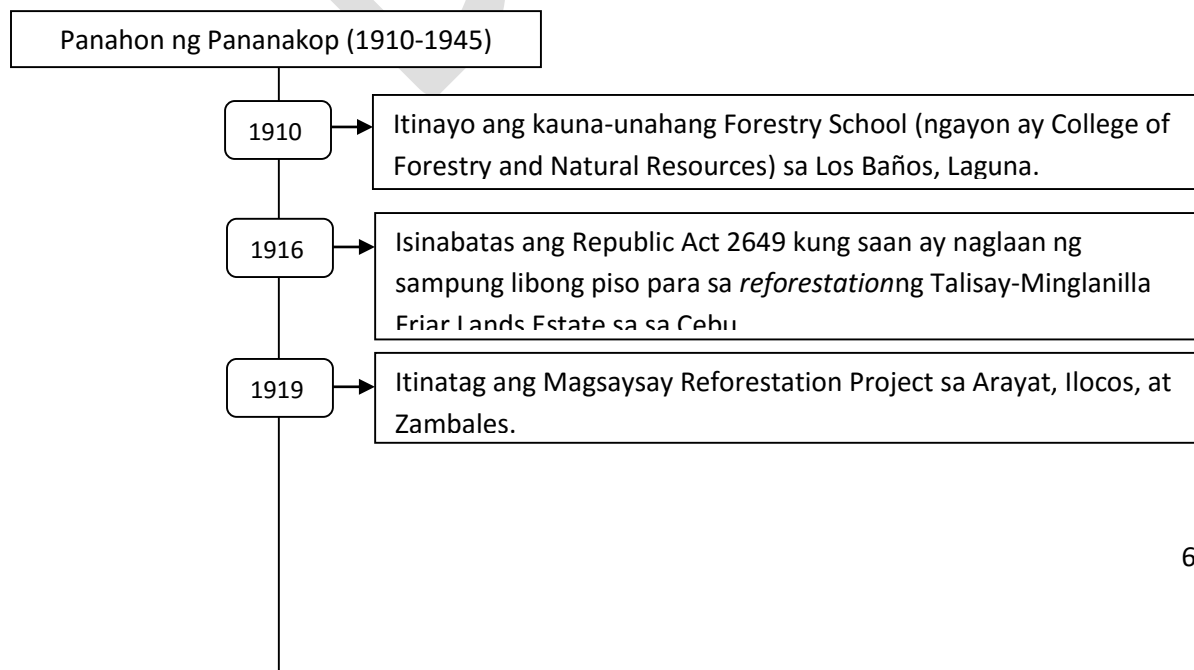 Panahon ng Pananakop (1910-1945)
1910
Itinayo ang kauna-unahang Forestry School (ngayon ay College of
Forestry and Natural Resources) sa Los Baños, Laguna.
1916
Isinabatas ang Republic Act 2649 kung saan ay naglaan ng
sampung libong piso para sa reforestationng Talisay-Minglanilla
Friar Lands Estate sa sa Cebu
1919
Itinatag ang Magsaysay Reforestation Project sa Arayat, Ilocos, at
Zambales.
6